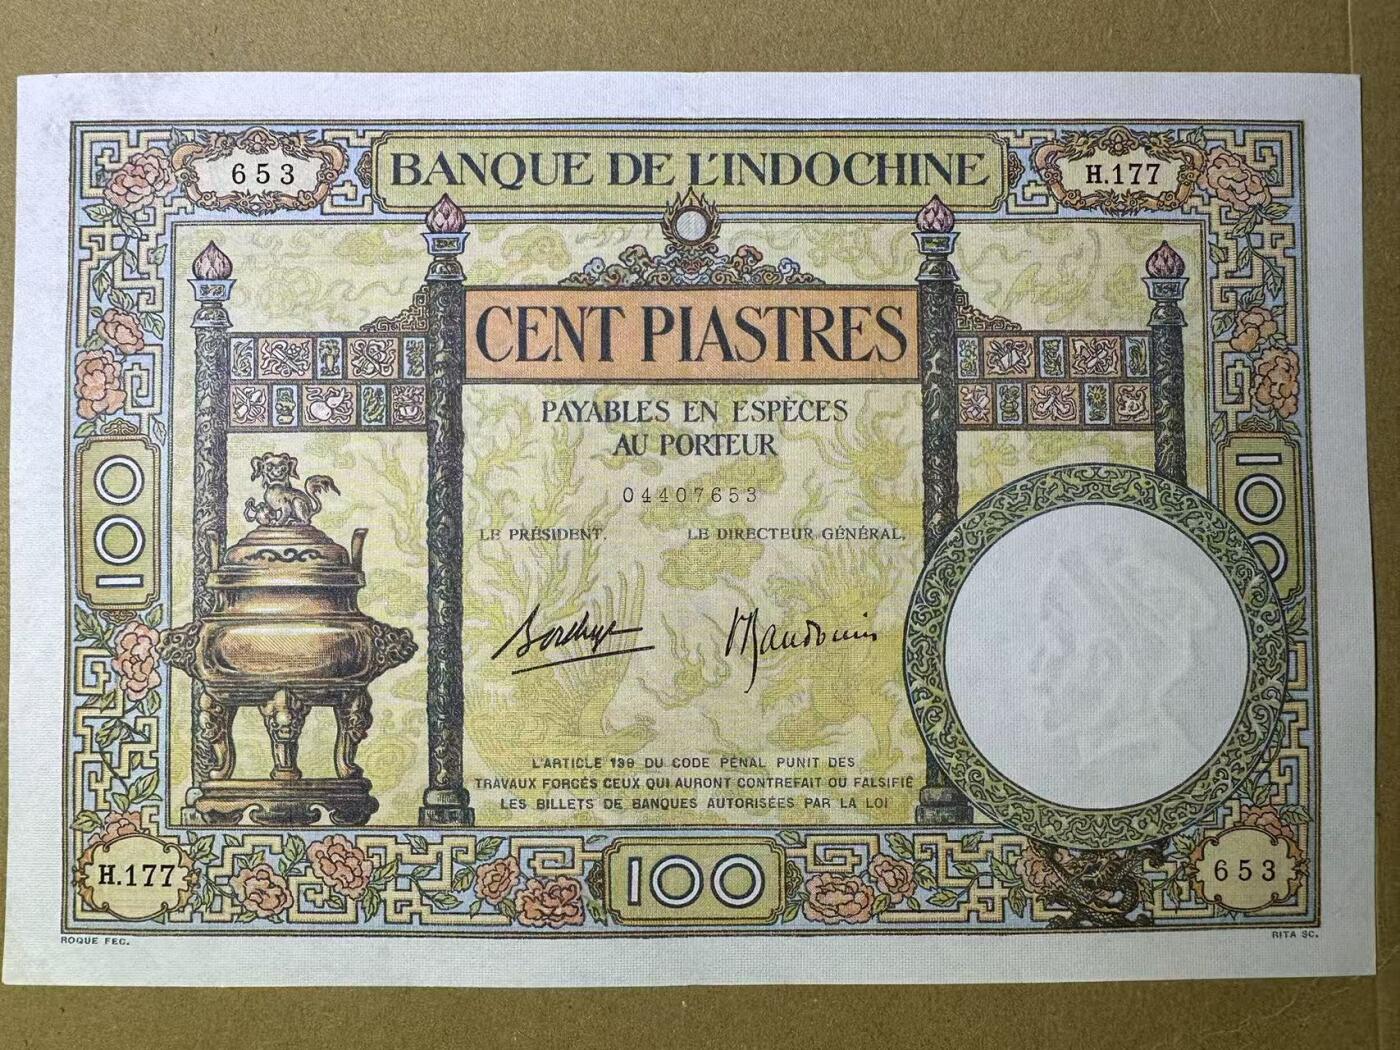 653
BANQUE DE L'INDOCHINE
H.177
CENT PIASTRES
PAYABLES EN ESPÈCES
AU PORTEUR
04407653
LE PRÉSIDENT.
LE DIRECTEUR GÉNÉRAL.
100
100
L'ARTICLE 139 DU CODE PÉNAL PUNIT DES
TRAVAUX FORCÉS CEUX QUI AURONT CONTREFAIT OU FALSIFIÉ
LES BILLETS DE BANQUES AUTORISÉES PAR LA LOI
H.177
100
653
ROQUE FEC.
RITA SC.